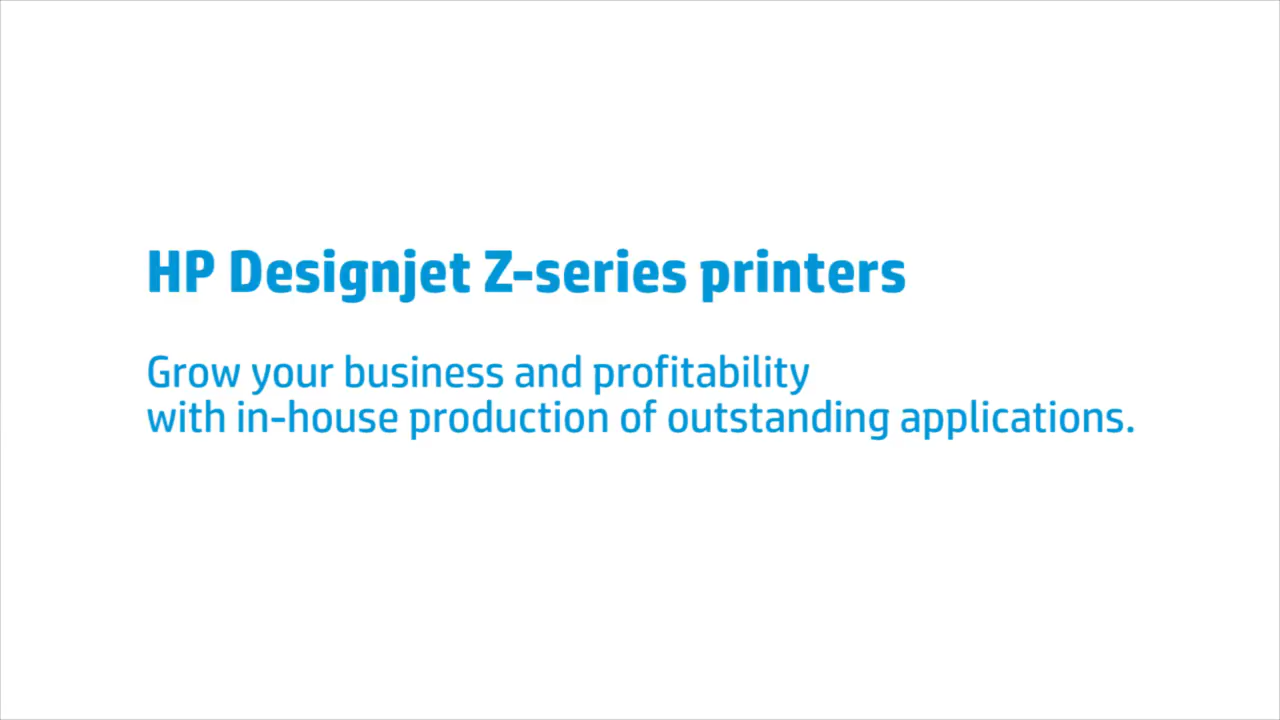 HP Designjet Z-series printers
Grow your business and profitability
with in-house production of outstanding applications.